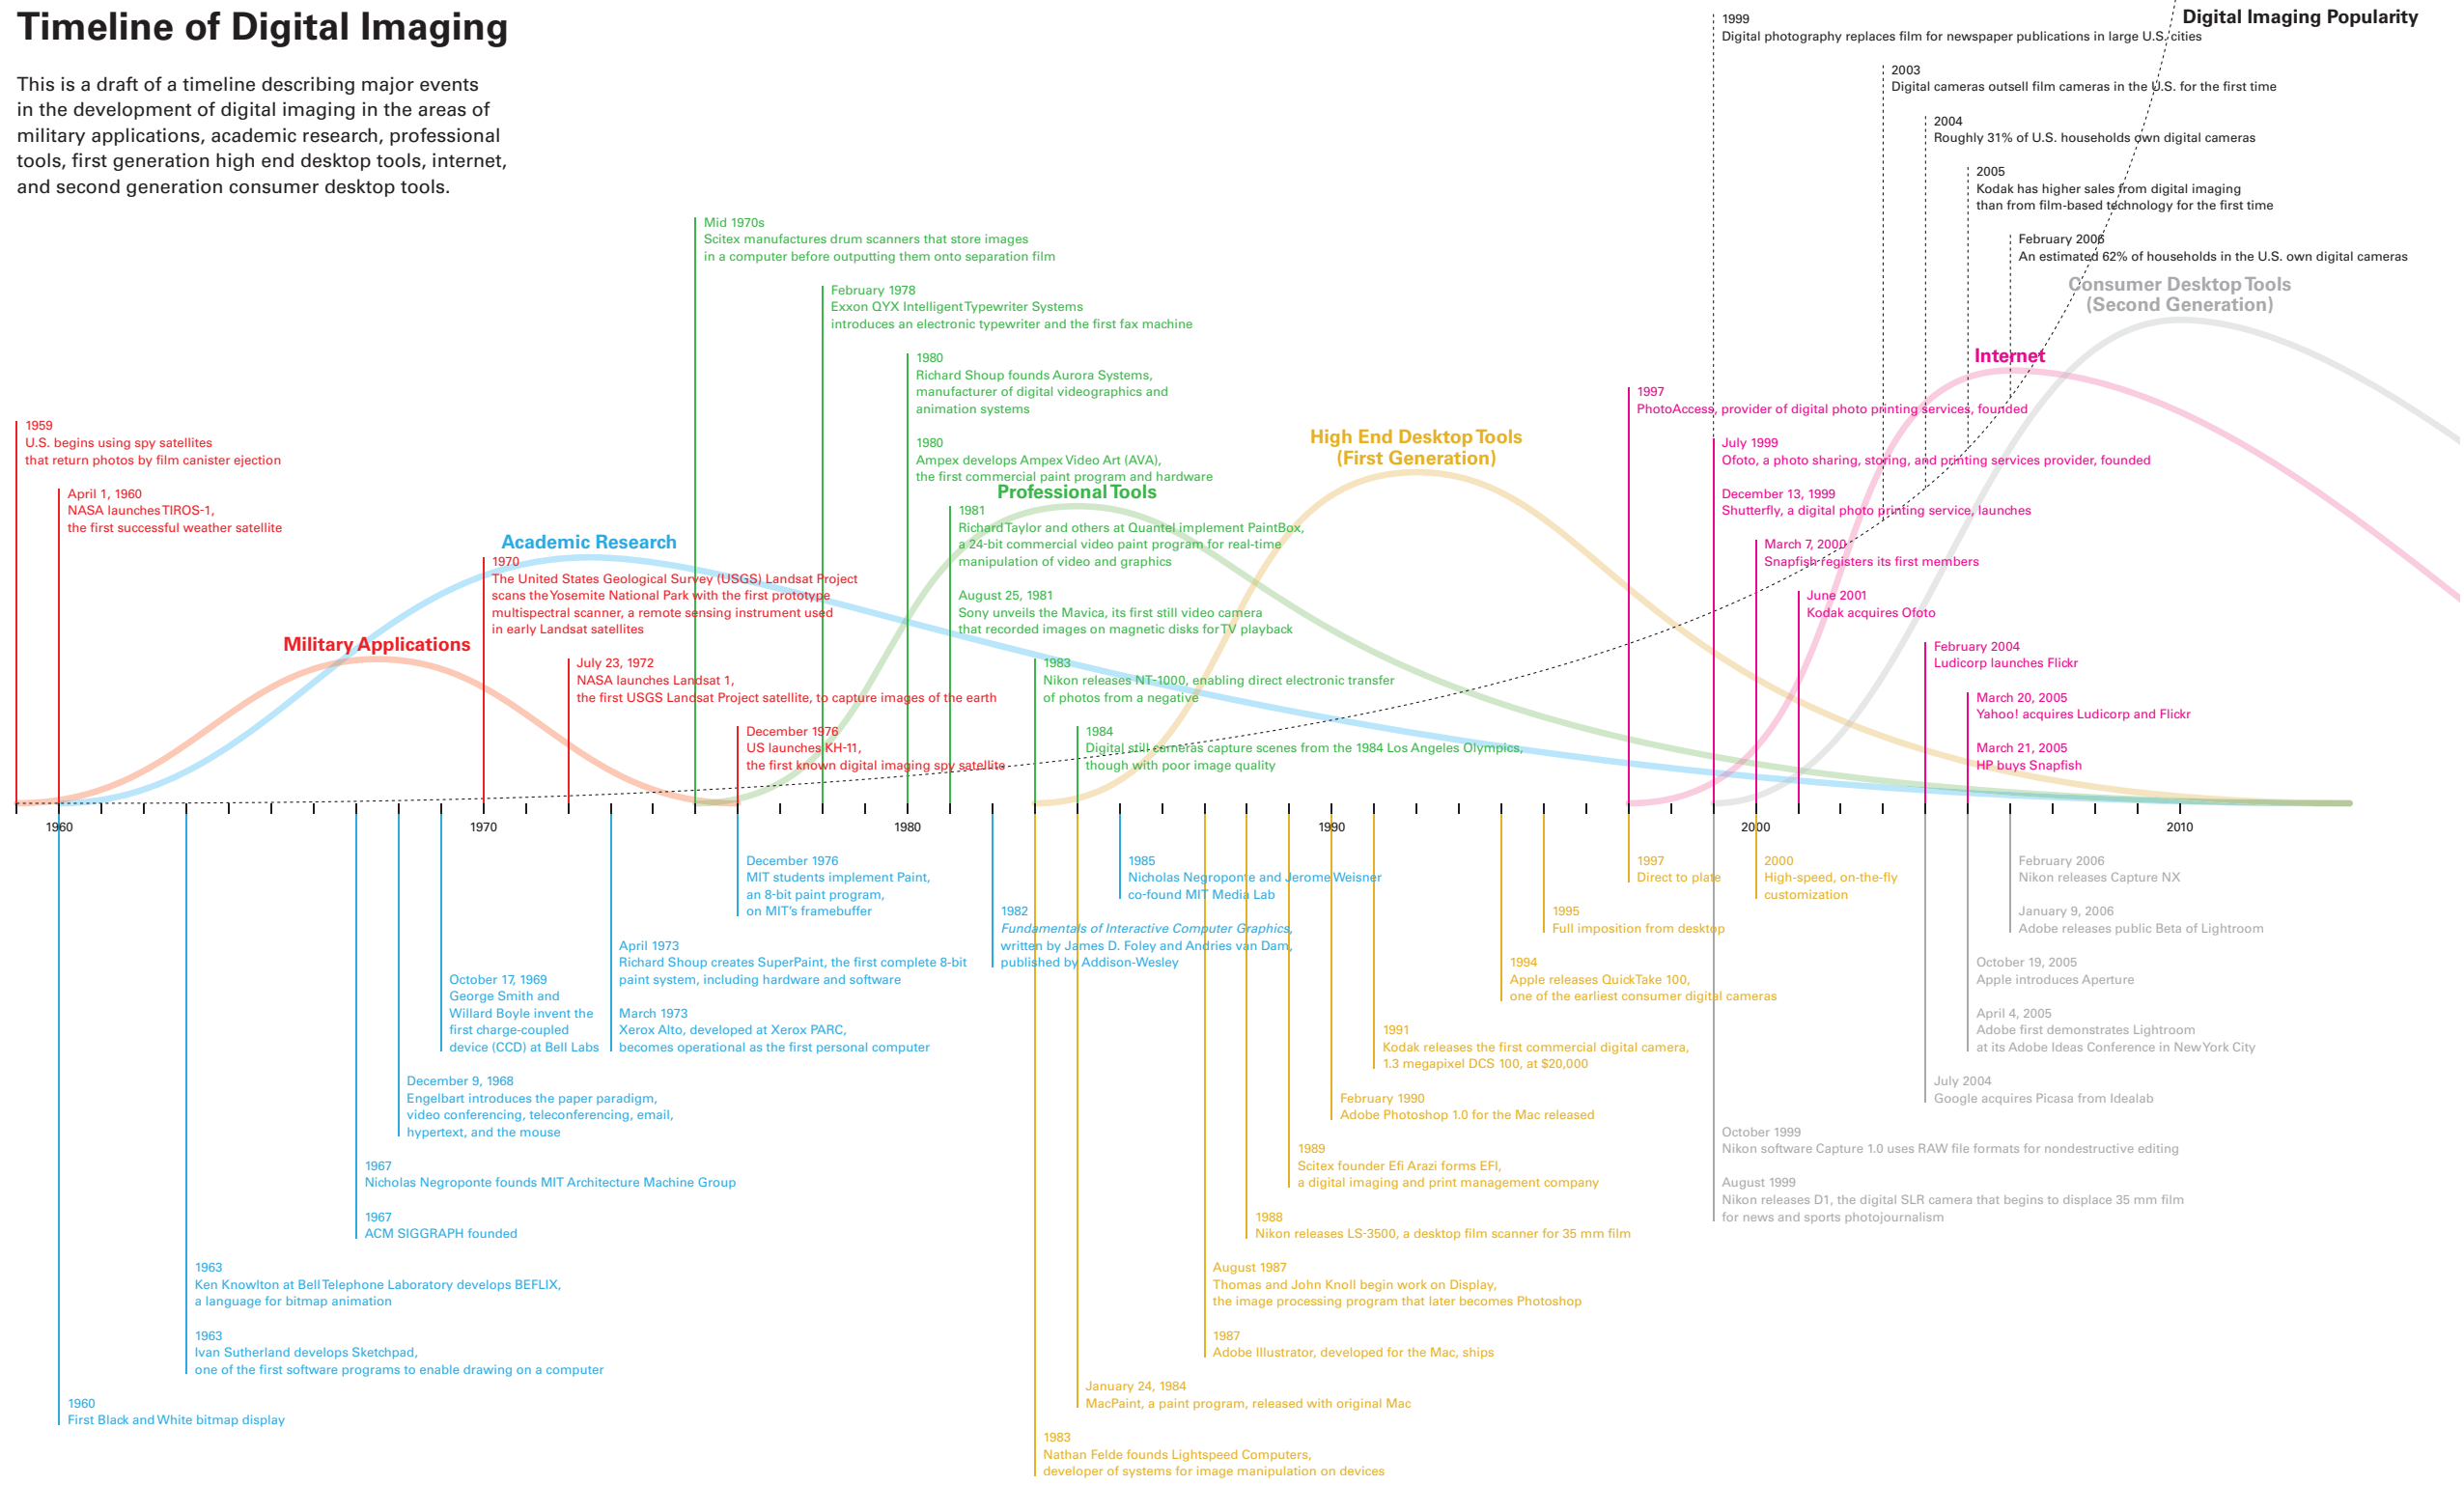 Timeline of Digital Imaging
This is a draft of a timeline describing major events
in the development of digital imaging in the areas of
military applications, academic research, professional
tools, first generation high end desktop tools, internet,
and second generation consumer desktop tools.
Digital Imaging Popularity
1999
Digital photography replaces film for newspaper publications in large U.S. cities
2003
Digital cameras outsell film cameras in the U.S. for the first time
2004
Roughly 31% of U.S. households own digital cameras
2005
Kodak has higher sales from digital imaging
than from film-based technology for the first time
February 2006
An estimated 62% of households in the U.S. own digital cameras
Consumer Desktop Tools
(Second Generation)
Mid 1970s
Scitex manufactures drum scanners that store images
in a computer before outputting them onto separation film
February 1978
Exxon QYX Intelligent Typewriter Systems
introduces an electronic typewriter and the first fax machine
1980
Richard Shoup founds Aurora Systems,
manufacturer of digital videographics and
animation systems
1980
Ampex develops Ampex Video Art (AVA),
the first commercial paint program and hardware
Professional Tools
1981
Richard Taylor and others at Quantel implement PaintBox,
a 24-bit commercial video paint program for real-time
manipulation of video and graphics
August 25, 1981
Sony unveils the Mavica, its first still video camera
that recorded images on magnetic disks for TV playback
1983
Nikon releases NT-1000, enabling direct electronic transfer
of photos from a negative
1984
Digital still cameras capture scenes from the 1984 Los Angeles Olympics,
though with poor image quality
High End Desktop Tools
(First Generation)
Internet
1997
PhotoAccess, provider of digital photo printing services, founded
July 1999
Ofoto, a photo sharing, storing, and printing services provider, founded
December 13, 1999
Shutterfly, a digital photo printing service, launches
March 7, 2000
Snapfish registers its first members
June 2001
Kodak acquires Ofoto
February 2004
Ludicorp launches Flickr
March 20, 2005
Yahoo! acquires Ludicorp and Flickr
March 21, 2005
HP buys Snapfish
1959
U.S. begins using spy satellites
that return photos by film canister ejection
April 1, 1960
NASA launches TIROS-1,
the first successful weather satellite
Academic Research
Military Applications
1970
The United States Geological Survey (USGS) Landsat Project
scans the Yosemite National Park with the first prototype
multispectral scanner, a remote sensing instrument used
in early Landsat satellites
July 23, 1972
NASA launches Landsat 1,
the first USGS Landsat Project satellite, to capture images of the earth
December 1976
US launches KH-11,
the first known digital imaging spy satellite
1960
1970
1980
1990
2000
2010
December 1976
MIT students implement Paint,
an 8-bit paint program,
on MIT's framebuffer
April 1973
Richard Shoup creates SuperPaint, the first complete 8-bit
paint system, including hardware and software
March 1973
Xerox Alto, developed at Xerox PARC,
becomes operational as the first personal computer
October 17, 1969
George Smith and
Willard Boyle invent the
first charge-coupled
device (CCD) at Bell Labs
December 9, 1968
Engelbart introduces the paper paradigm,
video conferencing, teleconferencing, email,
hypertext, and the mouse
1967
Nicholas Negroponte founds MIT Architecture Machine Group
1967
ACM SIGGRAPH founded
1963
Ken Knowlton at Bell Telephone Laboratory develops BEFLIX,
a language for bitmap animation
1963
Ivan Sutherland develops Sketchpad,
one of the first software programs to enable drawing on a computer
1960
First Black and White bitmap display
1985
Nicholas Negroponte and Jerome Weisner
co-found MIT Media Lab
1982
Fundamentals of Interactive Computer Graphics,
written by James D. Foley and Andries van Dam,
published by Addison-Wesley
1997
Direct to plate
2000
High-speed, on-the-fly
customization
1995
Full imposition from desktop
1994
Apple releases QuickTake 100,
one of the earliest consumer digital cameras
1991
Kodak releases the first commercial digital camera,
1.3 megapixel DCS 100, at $20,000
February 1990
Adobe Photoshop 1.0 for the Mac released
1989
Scitex founder Efi Arazi forms EFI,
a digital imaging and print management company
1988
Nikon releases LS-3500, a desktop film scanner for 35 mm film
August 1987
Thomas and John Knoll begin work on Display,
the image processing program that later becomes Photoshop
1987
Adobe Illustrator, developed for the Mac, ships
January 24, 1984
MacPaint, a paint program, released with original Mac
1983
Nathan Felde founds Lightspeed Computers,
developer of systems for image manipulation on devices
February 2006
Nikon releases Capture NX
January 9, 2006
Adobe releases public Beta of Lightroom
October 19, 2005
Apple introduces Aperture
April 4, 2005
Adobe first demonstrates Lightroom
at its Adobe Ideas Conference in New York City
July 2004
Google acquires Picasa from Idealab
October 1999
Nikon software Capture 1.0 uses RAW file formats for nondestructive editing
August 1999
Nikon releases D1, the digital SLR camera that begins to displace 35 mm film
for news and sports photojournalism